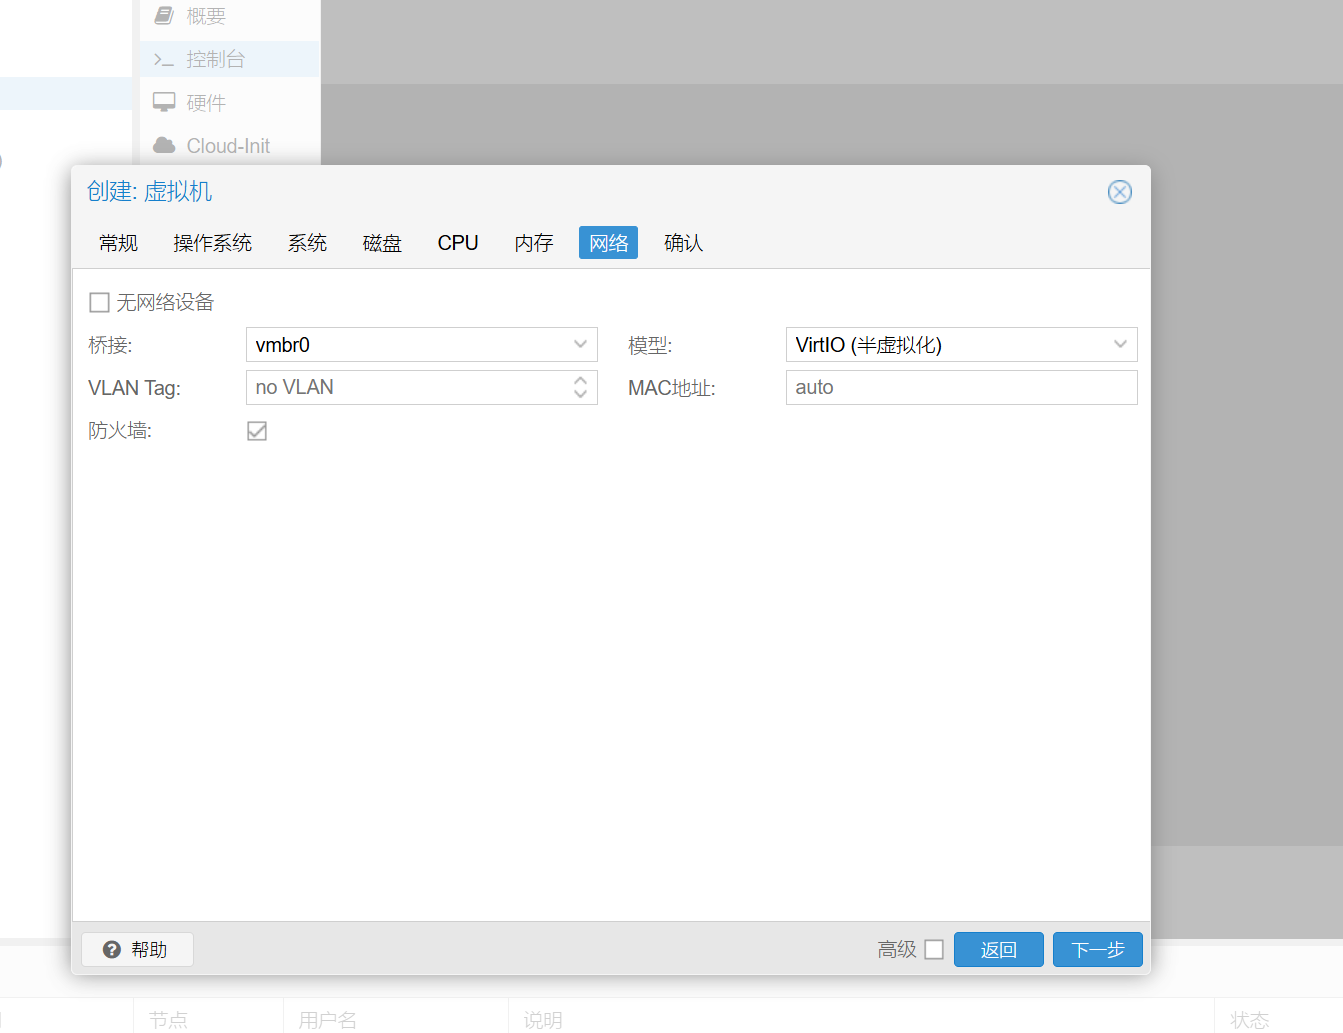 概要
控制台
硬件
Cloud-Init
创建: 虚拟机
常规 操作系统 系统 磁盘 CPU 内存 网络 确认
无网络设备
桥接: vmbr0 模型: VirtIO (半虚拟化)
VLAN Tag: no VLAN MAC地址: auto
防火墙:
帮助 高级 返回 下一步
节点 用户名 说明 状态